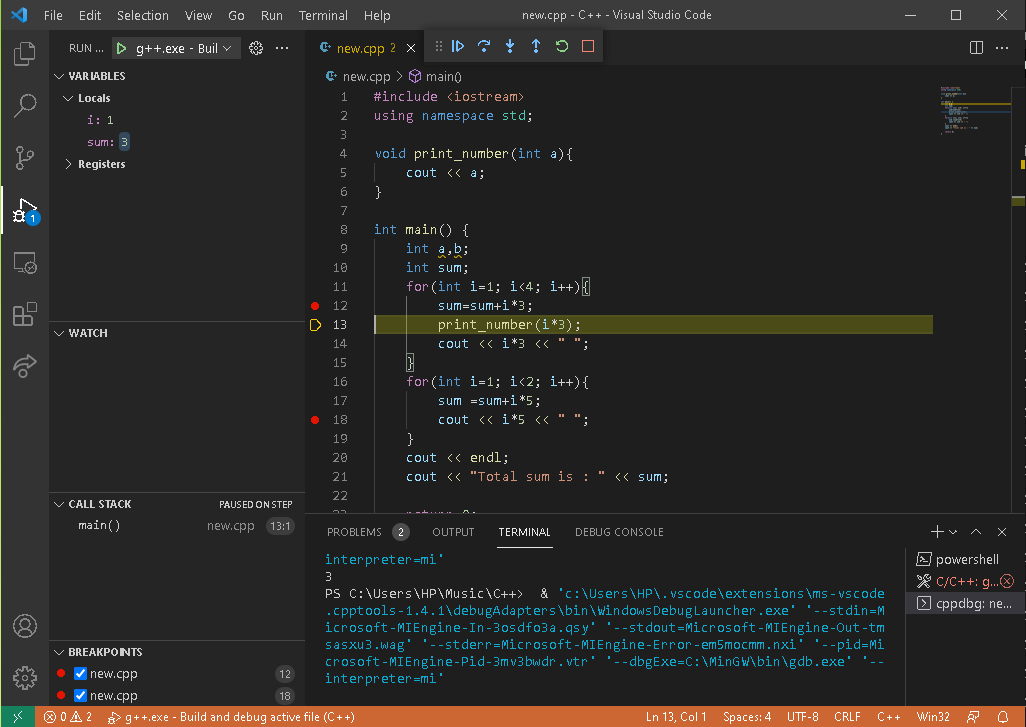 File Edit Selection View Go Run Terminal Help new.cpp - C++ - Visual Studio Code
RUN ... g++.exe - Buil
new.cpp 2
VARIABLES
Locals
i: 1
sum: 3
Registers
WATCH
CALL STACK PAUSED ON STEP
main() new.cpp 13:1
BREAKPOINTS
new.cpp 12
new.cpp 18
1
new.cpp > main()
1 #include <iostream>
2 using namespace std;
3
4 void print_number(int a){
5 cout << a;
6 }
7
8 int main() {
9 int a,b;
10 int sum;
11 for(int i=1; i<4; i++){
12 sum=sum+i*3;
13 print_number(i*3);
14 cout << i*3 << " ";
15 }
16 for(int i=1; i<2; i++){
17 sum =sum+i*5;
18 cout << i*5 << " ";
19 }
20 cout << endl;
21 cout << "Total sum is : " << sum;
22
23 return 0;
PROBLEMS 2 OUTPUT TERMINAL DEBUG CONSOLE
interpreter=mi'
3
PS C:\Users\HP\Music\C++> & 'c:\Users\HP\.vscode\extensions\ms-vscode
.cpptools-1.4.1\debugAdapters\bin\WindowsDebugLauncher.exe' '--stdin=M
icrosoft-MIEngine-In-3osdfo3a.qsy' '--stdout=Microsoft-MIEngine-Out-tm
sasxu3.wag' '--stderr=Microsoft-MIEngine-Error-em5mocmm.nxi' '--pid=Mi
crosoft-MIEngine-Pid-3mv3bwdr.vtr' '--dbgExe=C:\MinGW\bin\gdb.exe' '--
interpreter=mi'
powershell
C/C++: g...
cppdbg: ne...
0 2 g++.exe - Build and debug active file (C++) Ln 13, Col 1 Spaces: 4 UTF-8 CRLF C++ Win32